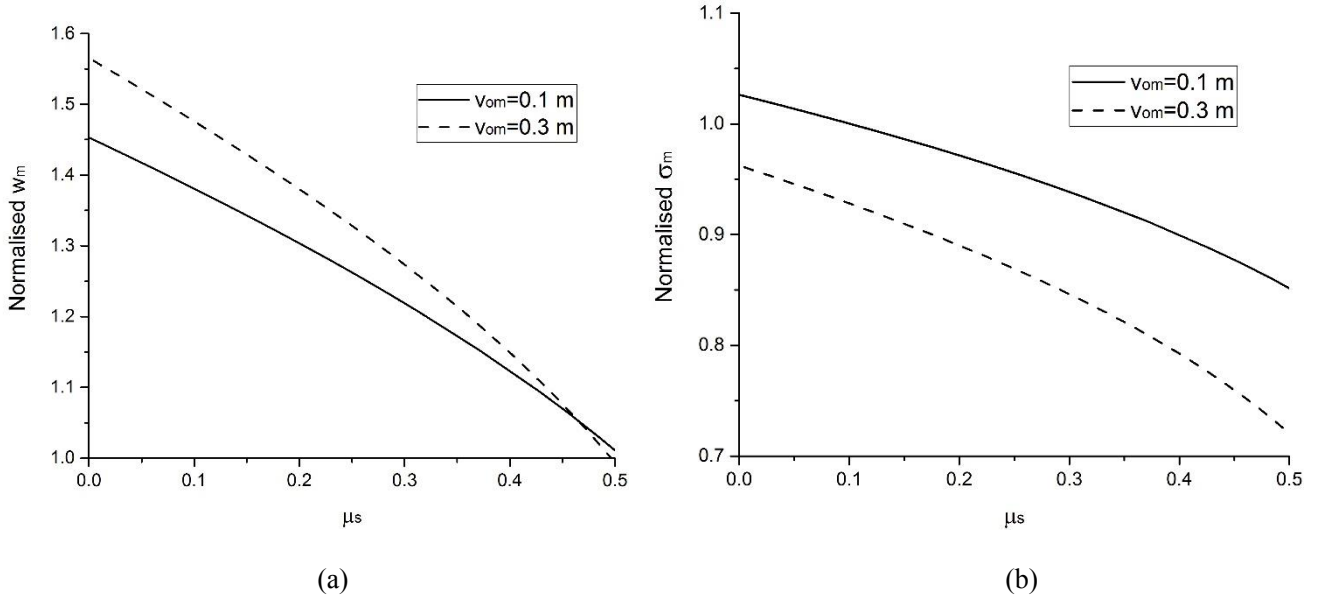 1.6
1.5
1.4
1.3
1.2
1.1
1.0
Normalised wm
vom=0.1 m
vom=0.3 m
0.0 0.1 0.2 0.3 0.4 0.5
μs
(a)
1.1
1.0
0.9
0.8
0.7
Normalised σm
vom=0.1 m
vom=0.3 m
0.0 0.1 0.2 0.3 0.4 0.5
μs
(b)